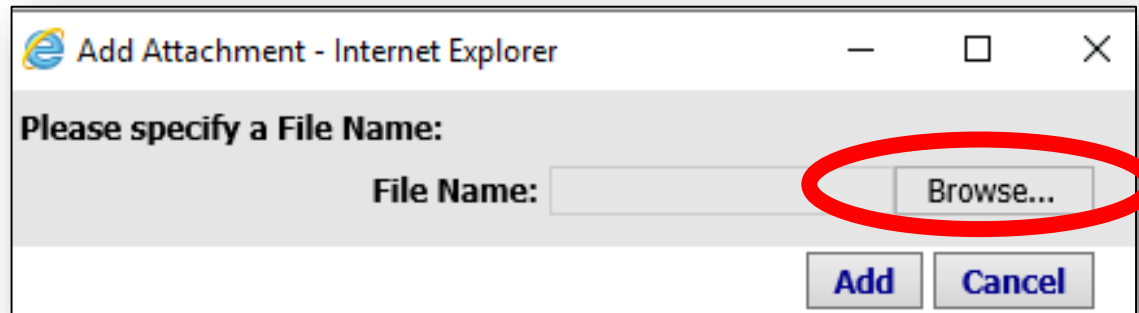 Add Attachment - Internet Explorer
Please specify a File Name:
File Name: Browse...
Add Cancel